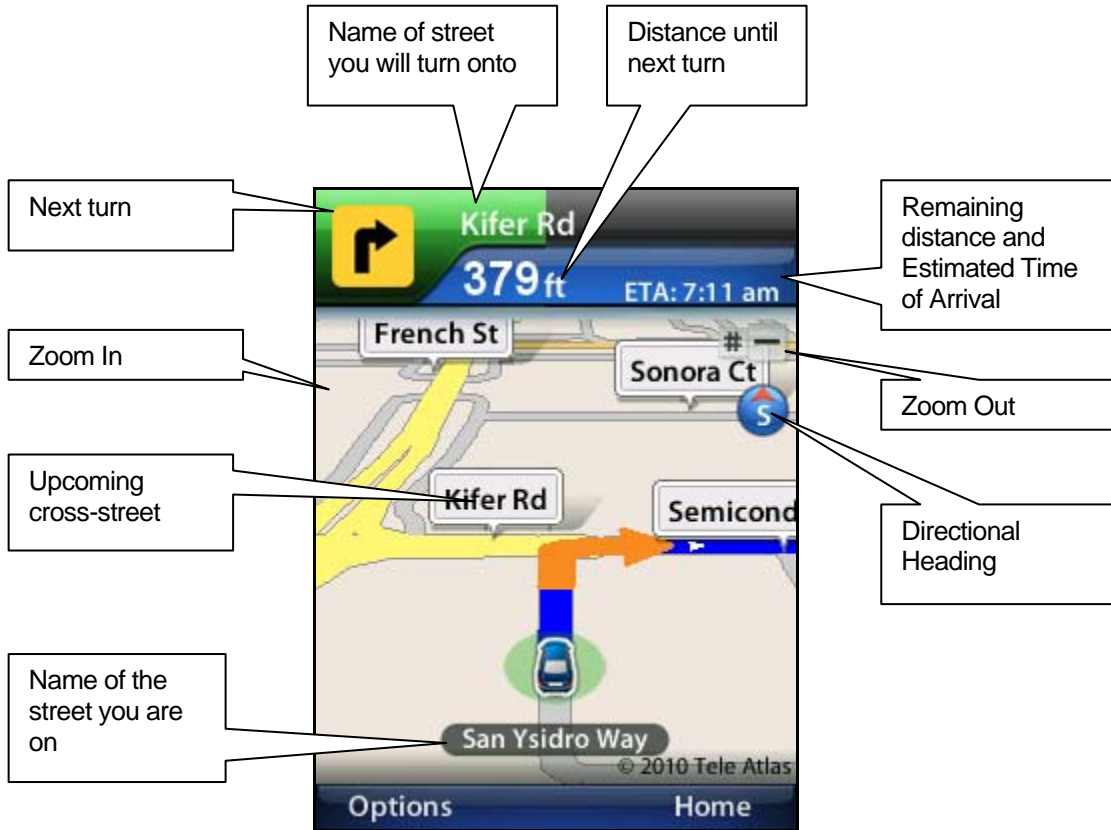 Name of street
you will turn onto
Distance until
next turn
Next turn
Kifer Rd
379 ft
ETA: 7:11 am
Remaining
distance and
Estimated Time
of Arrival
Zoom In
French St
#
Sonora Ct
S
Zoom Out
Upcoming
cross-street
Kifer Rd
Semicond
Directional
Heading
Name of the
street you are
on
San Ysidro Way
© 2010 Tele Atlas
Options
Home